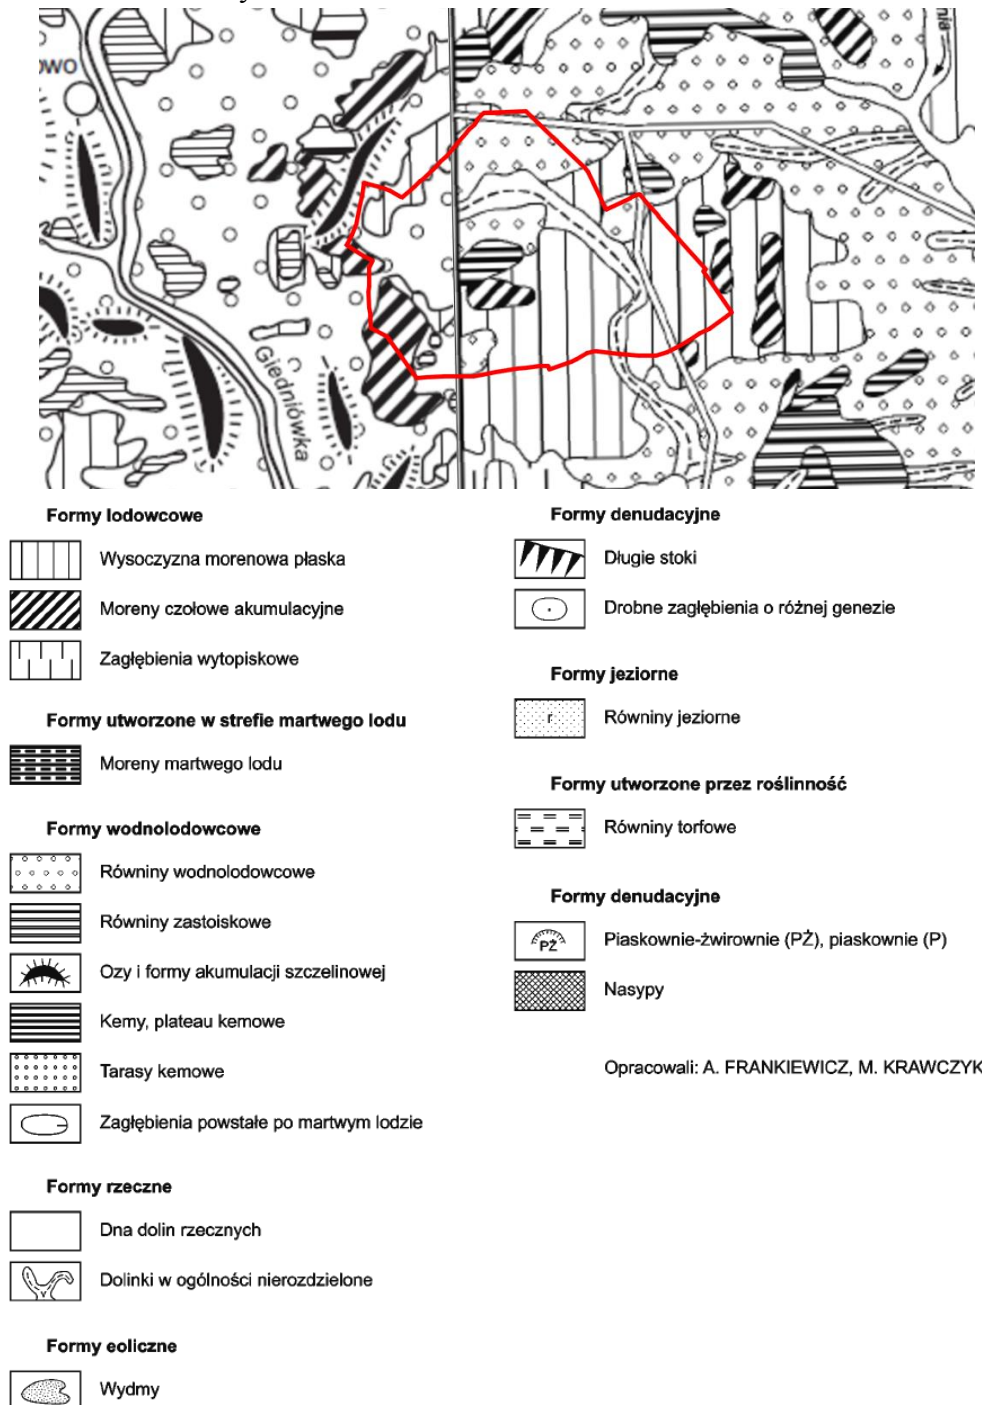 OWO
Giedniówka
nia
Formy lodowcowe
Wysoczyzna morenowa płaska
Moreny czołowe akumulacyjne
Zagłębienia wytopiskowe
Formy utworzone w strefie martwego lodu
Moreny martwego lodu
Formy wodnolodowcowe
Równiny wodnolodowcowe
Równiny zastoiskowe
Ozy i formy akumulacji szczelinowej
Kemy, plateau kemowe
Tarasy kemowe
Zagłębienia powstałe po martwym lodzie
Formy rzeczne
Dna dolin rzecznych
Dolinki w ogólności nierozdzielone
Formy eoliczne
Wydmy
Formy denudacyjne
Długie stoki
Drobne zagłębienia o różnej genezie
Formy jeziorne
r
Równiny jeziorne
Formy utworzone przez roślinność
Równiny torfowe
Formy denudacyjne
PŻ
Piaskownie-żwirownie (PŻ), piaskownie (P)
Nasypy
Opracowali: A. FRANKIEWICZ, M. KRAWCZYK